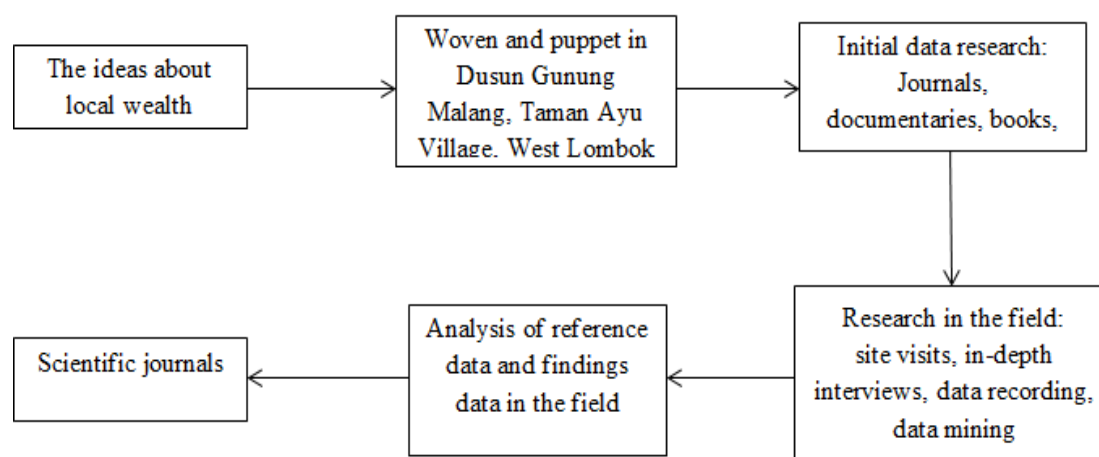 The ideas about
local wealth
Woven and puppet in
Dusun Gunung
Malang, Taman Ayu
Village, West Lombok
Initial data research:
Journals,
documentaries, books,
Research in the field:
site visits, in-depth
interviews, data recording,
data mining
Analysis of reference
data and findings
data in the field
Scientific journals